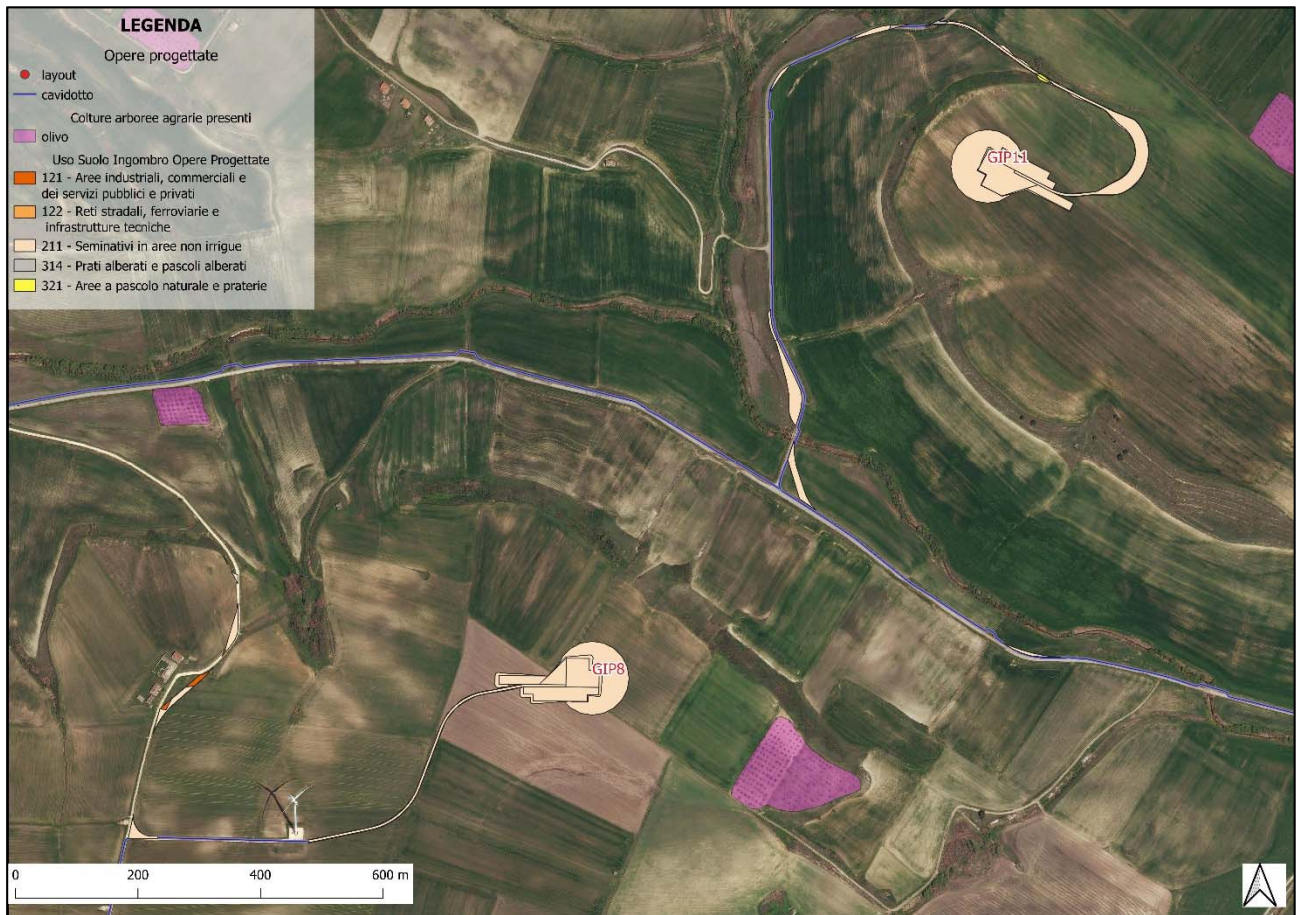 LEGENDA
Opere progettate
layout
cavidotto
Colture arboree agrarie presenti
olivo
Uso Suolo Ingombro Opere Progettate
121 - Aree industriali, commerciali e
dei servizi pubblici e privati
122 - Reti stradali, ferroviarie e
infrastrutture tecniche
211 - Seminativi in aree non irrigue
314 - Prati alberati e pascoli alberati
321 - Aree a pascolo naturale e praterie
GIP11
GIP8
0 200 400 600 m